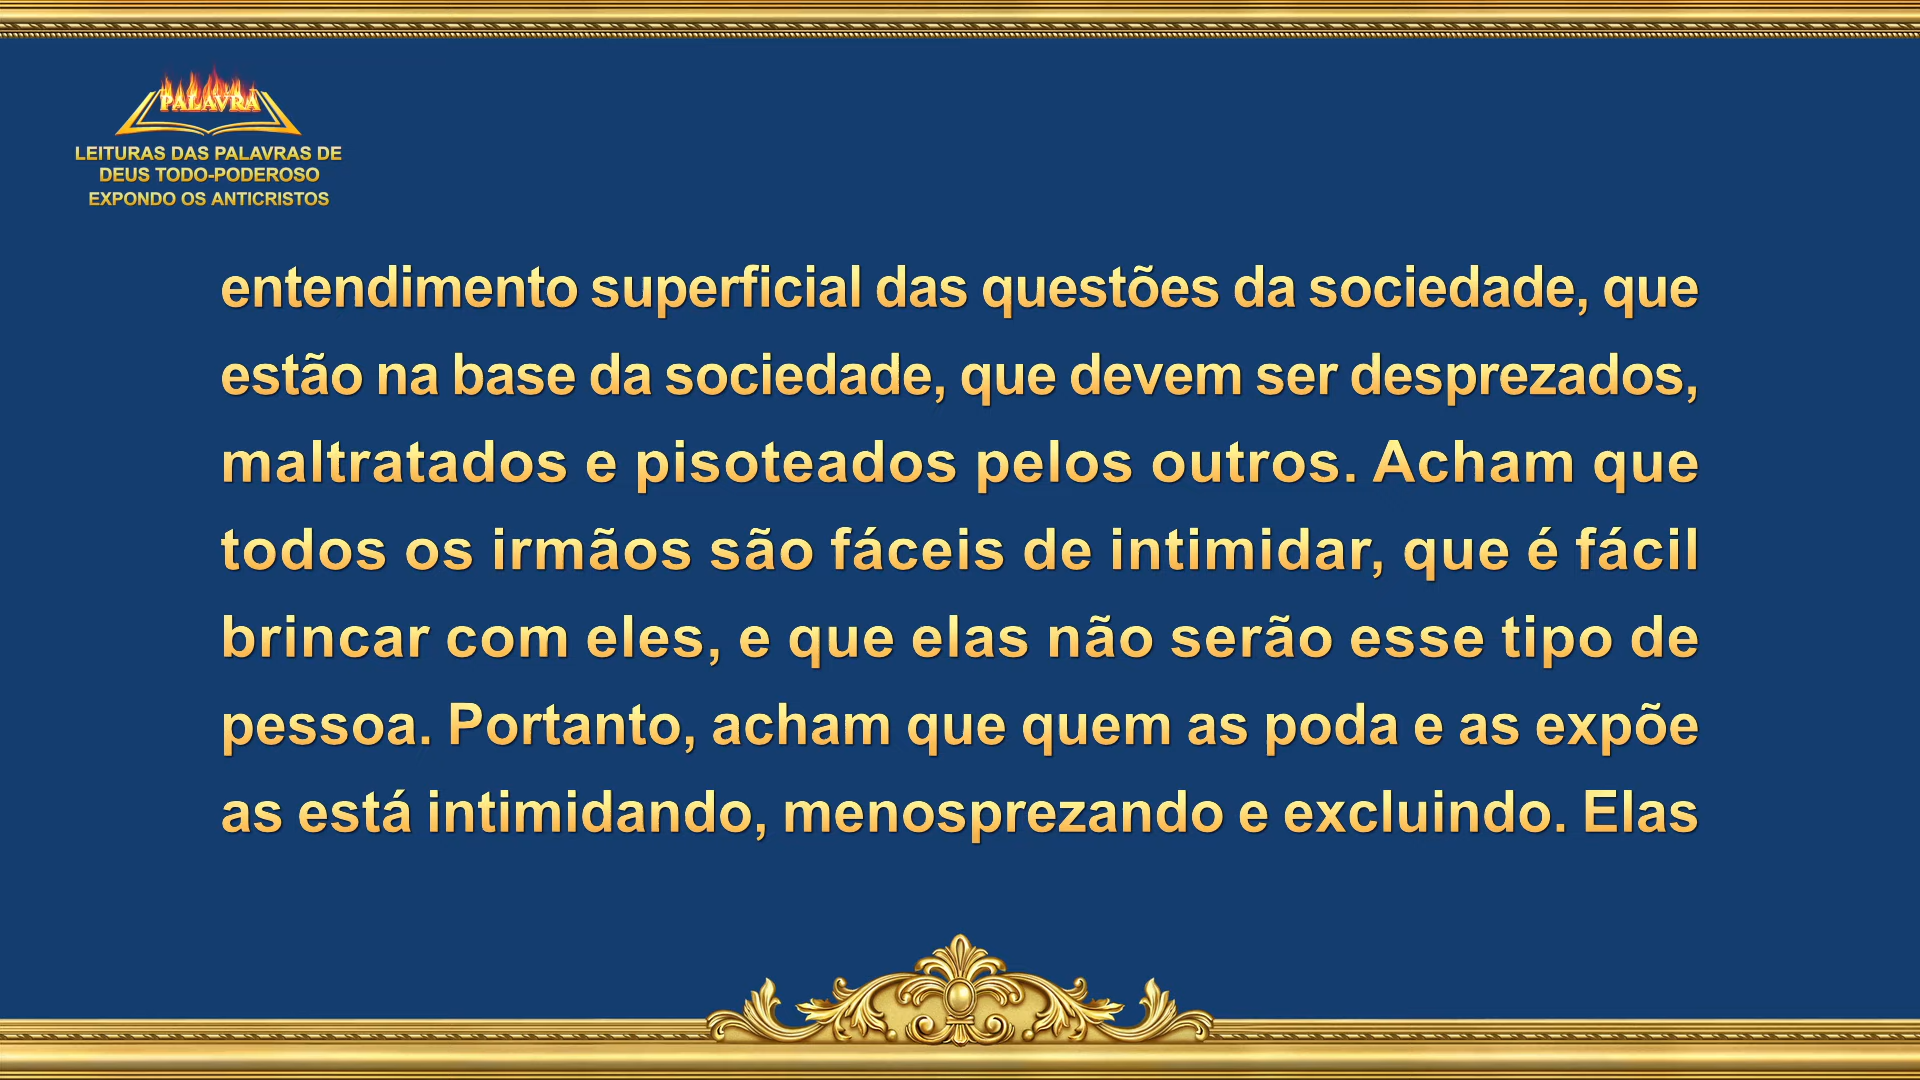 PALAVRA
LEITURAS DAS PALAVRAS DE
DEUS TODO-PODEROSO
EXPONDO OS ANTICRISTOS
entendimento superficial das questões da sociedade, que
estão na base da sociedade, que devem ser desprezados,
maltratados e pisoteados pelos outros. Acham que
todos os irmãos são fáceis de intimidar, que é fácil
brincar com eles, e que elas não serão esse tipo de
pessoa. Portanto, acham que quem as poda e as expõe
as está intimidando, menosprezando e excluindo. Elas